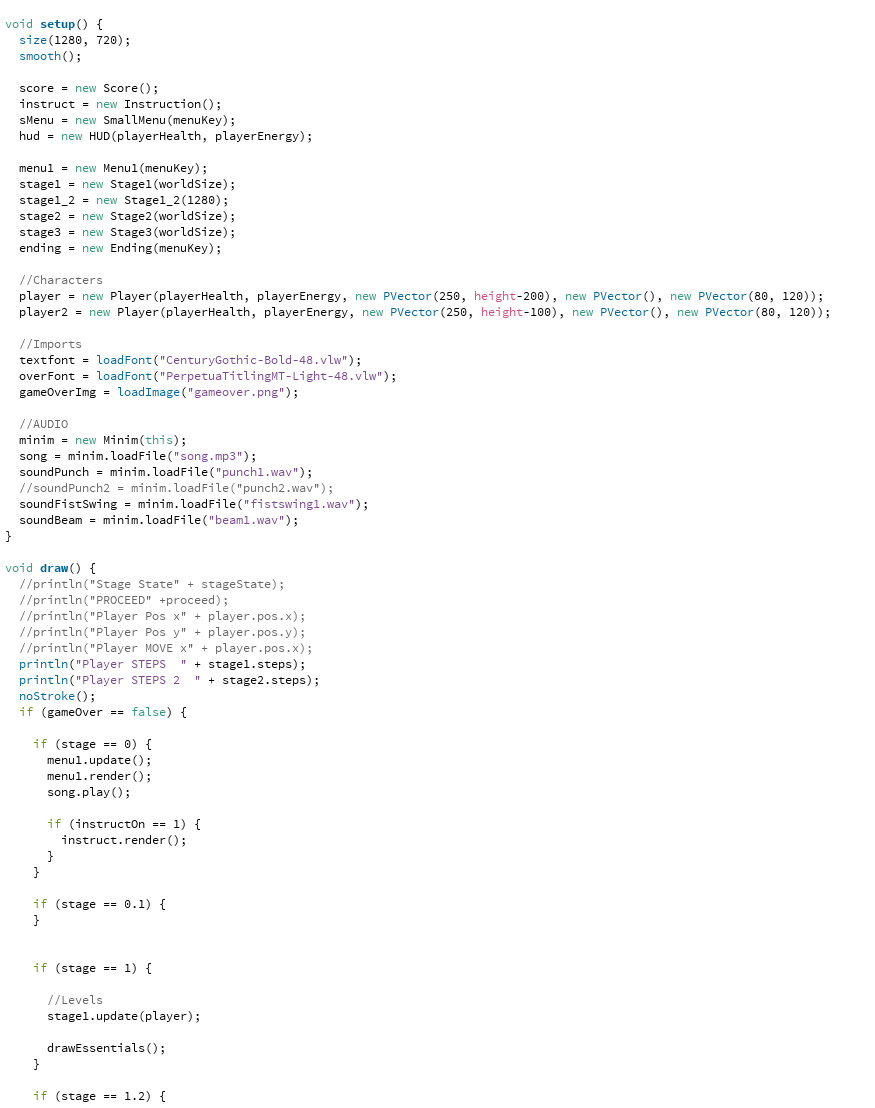 void setup() {
  size(1280, 720);
  smooth();

  score = new Score();
  instruct = new Instruction();
  sMenu = new SmallMenu(menuKey);
  hud = new HUD(playerHealth, playerEnergy);

  menu1 = new Menu1(menuKey);
  stage1 = new Stage1(worldSize);
  stage1_2 = new Stage1_2(1280);
  stage2 = new Stage2(worldSize);
  stage3 = new Stage3(worldSize);
  ending = new Ending(menuKey);

  //Characters
  player = new Player(playerHealth, playerEnergy, new PVector(250, height-200), new PVector(), new PVector(80, 120));
  player2 = new Player(playerHealth, playerEnergy, new PVector(250, height-100), new PVector(), new PVector(80, 120));

  //Imports
  textfont = loadFont("CenturyGothic-Bold-48.vlw");
  overFont = loadFont("PerpetuaTitlingMT-Light-48.vlw");
  gameOverImg = loadImage("gameover.png");

  //AUDIO
  minim = new Minim(this);
  song = minim.loadFile("song.mp3");
  soundPunch = minim.loadFile("punch1.wav");
  //soundPunch2 = minim.loadFile("punch2.wav");
  soundFistSwing = minim.loadFile("fistswing1.wav");
  soundBeam = minim.loadFile("beam1.wav");
}

void draw() {
  //println("Stage State" + stageState);
  //println("PROCEED" +proceed);
  //println("Player Pos x" + player.pos.x);
  //println("Player Pos y" + player.pos.y);
  //println("Player MOVE x" + player.pos.x);
  println("Player STEPS  " + stage1.steps);
  println("Player STEPS 2  " + stage2.steps);
  noStroke();
  if (gameOver == false) {

    if (stage == 0) {
      menu1.update();
      menu1.render();
      song.play();

      if (instructOn == 1) {
        instruct.render();
      }
    }

    if (stage == 0.1) {
    }


    if (stage == 1) {

      //Levels
      stage1.update(player);

      drawEssentials();
    }

    if (stage == 1.2) {